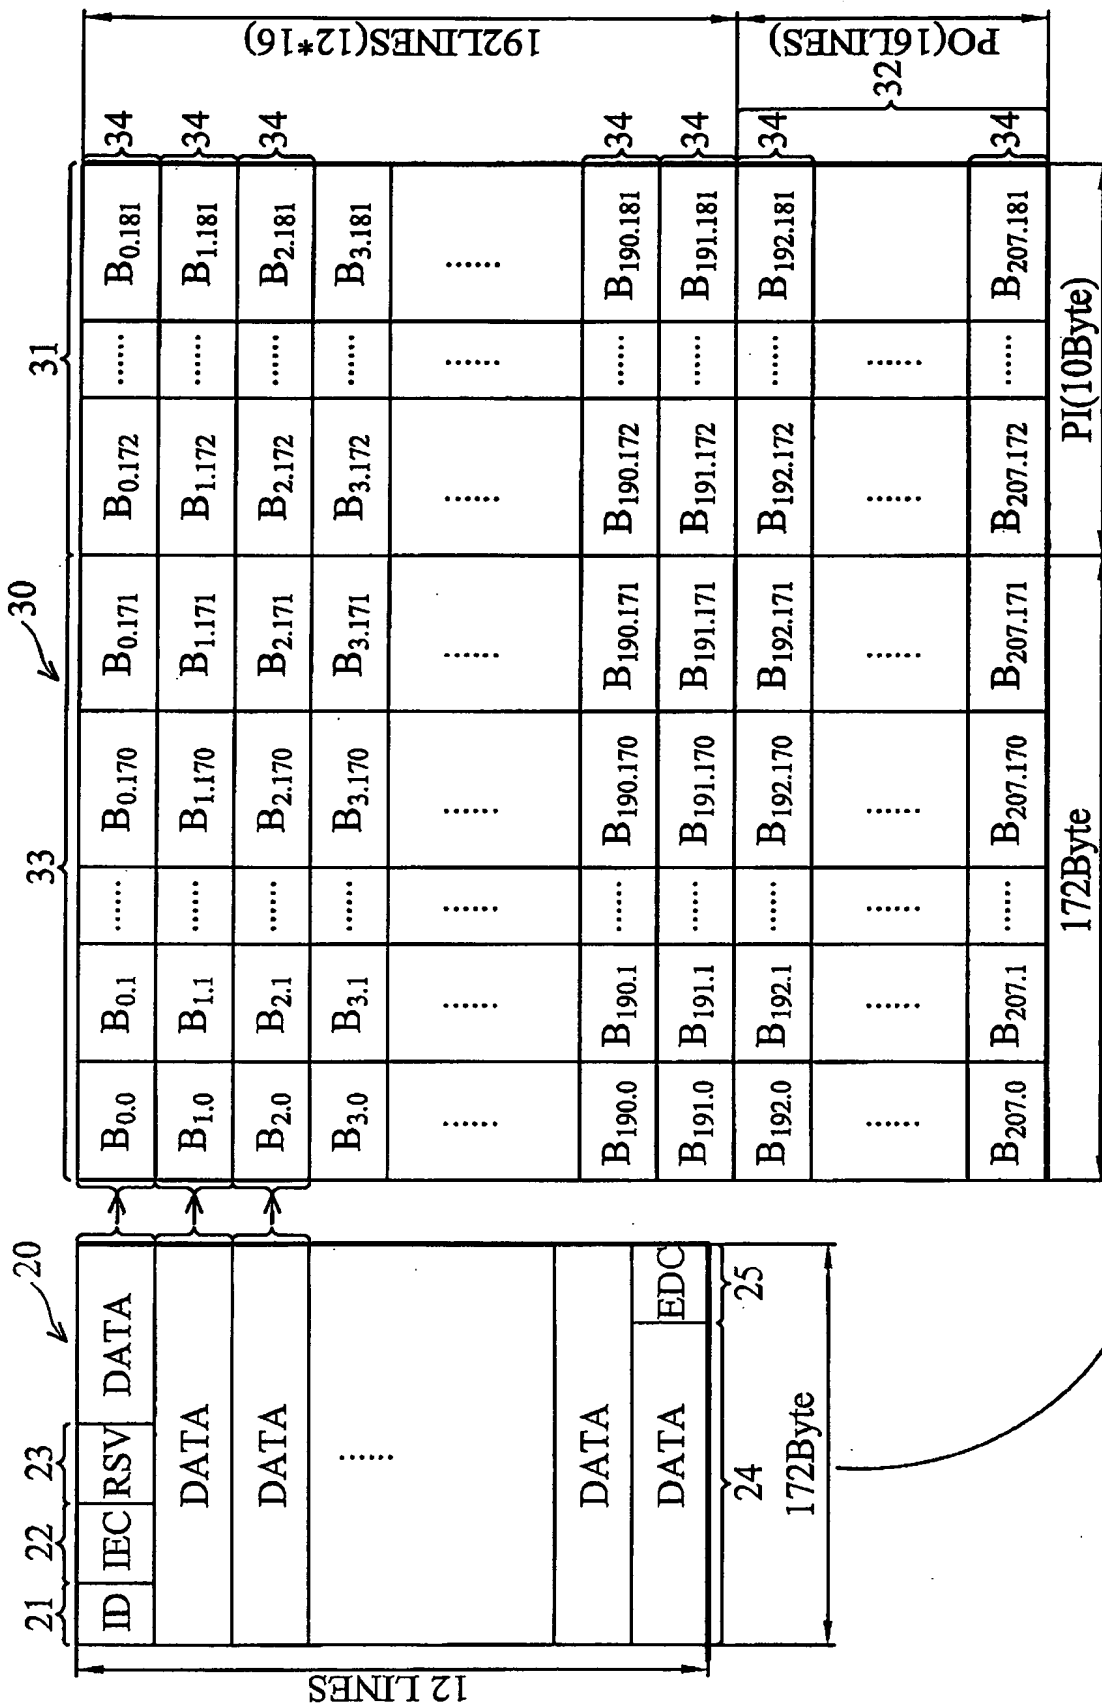 20
21 22 23
ID IEC RSV DATA
DATA
DATA
......
DATA
DATA EDC
24 25
172Byte
12 LINES
30
33 31
B0.0 B0.1 ...... B0.170 B0.171 B0.172 ...... B0.181 34
B1.0 B1.1 ...... B1.170 B1.171 B1.172 ...... B1.181 34
B2.0 B2.1 ...... B2.170 B2.171 B2.172 ...... B2.181 34
B3.0 B3.1 ...... B3.170 B3.171 B3.172 ...... B3.181
...... ...... ...... ...... ...... ...... ...... ......
B190.0 B190.1 ...... B190.170 B190.171 B190.172 ...... B190.181 34
B191.0 B191.1 ...... B191.170 B191.171 B191.172 ...... B191.181 34
B192.0 B192.1 ...... B192.170 B192.171 B192.172 ...... B192.181 34
...... ...... ...... ...... ...... ...... ......
B207.0 B207.1 ...... B207.170 B207.171 B207.172 ...... B207.181 34
172Byte PI(10Byte)
192LINES(12*16)
32
PO(16LINES)